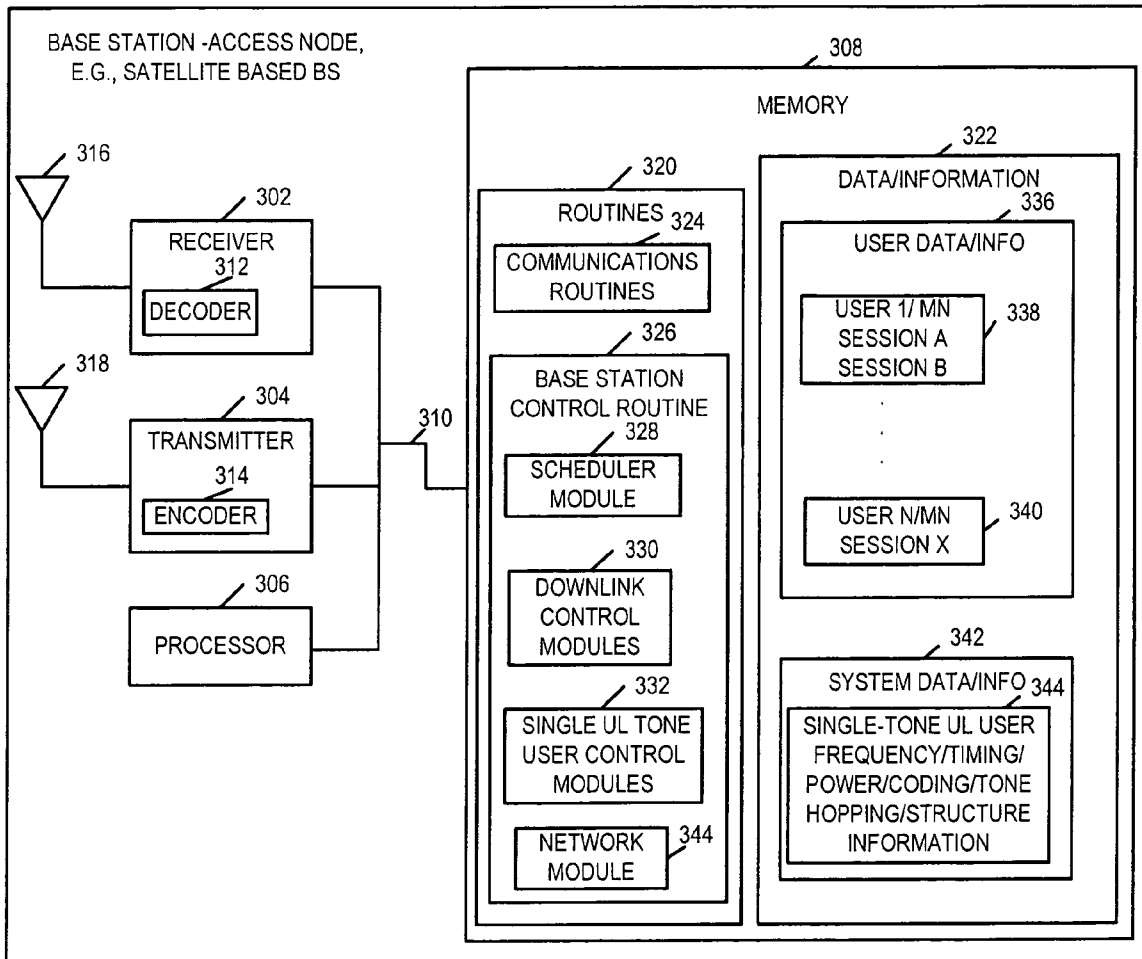 BASE STATION -ACCESS NODE,
E.G., SATELLITE BASED BS
316
302
RECEIVER
312
DECODER
318
304
TRANSMITTER
314
ENCODER
306
PROCESSOR
310
308
MEMORY
320
ROUTINES
324
COMMUNICATIONS
ROUTINES
326
BASE STATION
CONTROL ROUTINE
328
SCHEDULER
MODULE
330
DOWNLINK
CONTROL
MODULES
332
SINGLE UL TONE
USER CONTROL
MODULES
NETWORK
MODULE
344
322
DATA/INFORMATION
336
USER DATA/INFO
USER 1/ MN
SESSION A
SESSION B
338
USER N/MN
SESSION X
340
342
SYSTEM DATA/INFO
344
SINGLE-TONE UL USER
FREQUENCY/TIMING/
POWER/CODING/TONE
HOPPING/STRUCTURE
INFORMATION